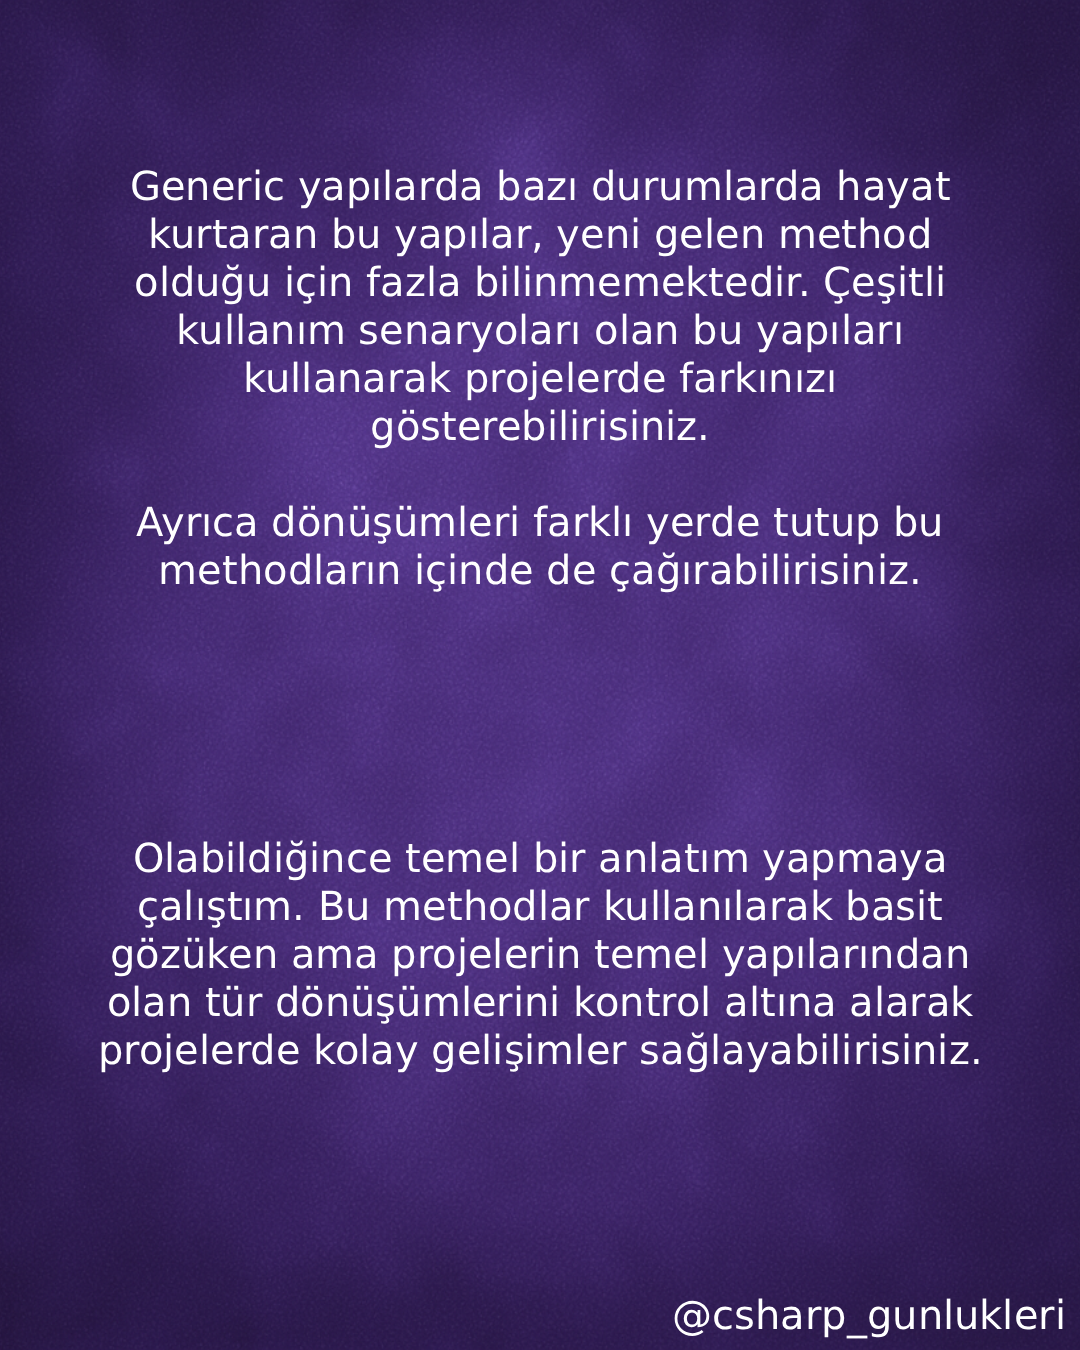 Generic yapılarda bazı durumlarda hayat
kurtaran bu yapılar, yeni gelen method
olduğu için fazla bilinmemektedir. Çeşitli
kullanım senaryoları olan bu yapıları
kullanarak projelerde farkınızı
gösterebilirisiniz.
Ayrıca dönüşümleri farklı yerde tutup bu
methodların içinde de çağırabilirisiniz.
Olabildiğince temel bir anlatım yapmaya
çalıştım. Bu methodlar kullanılarak basit
gözüken ama projelerin temel yapılarından
olan tür dönüşümlerini kontrol altına alarak
projelerde kolay gelişimler sağlayabilirisiniz.
@csharp_gunlukleri